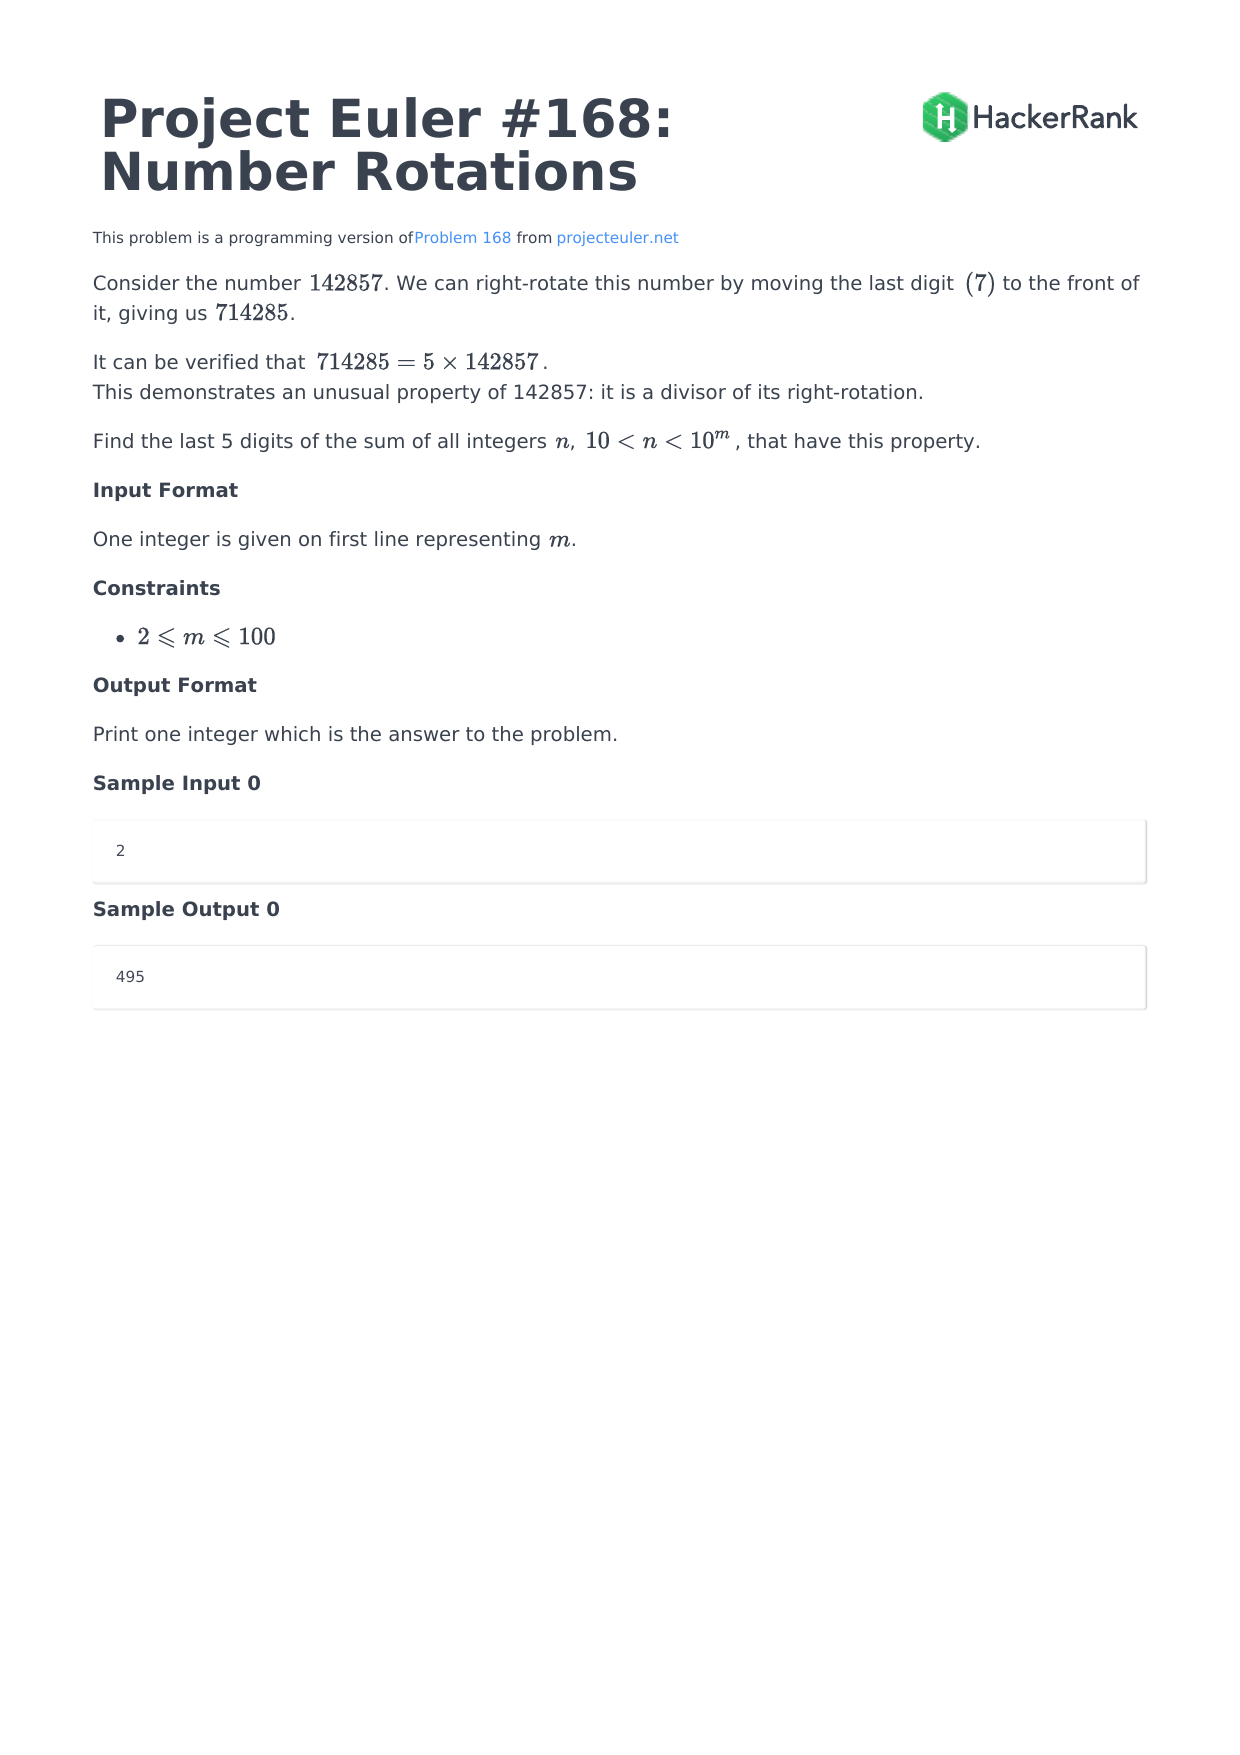 Project Euler #168:
Number Rotations
HackerRank
This problem is a programming version ofProblem 168 from projecteuler.net
Consider the number 142857. We can right-rotate this number by moving the last digit (7) to the front of
it, giving us 714285.
It can be verified that 714285 = 5 × 142857.
This demonstrates an unusual property of 142857: it is a divisor of its right-rotation.
Find the last 5 digits of the sum of all integers n, 10 < n < 10^m, that have this property.
Input Format
One integer is given on first line representing m.
Constraints
• 2 ⩽ m ⩽ 100
Output Format
Print one integer which is the answer to the problem.
Sample Input 0
2
Sample Output 0
495